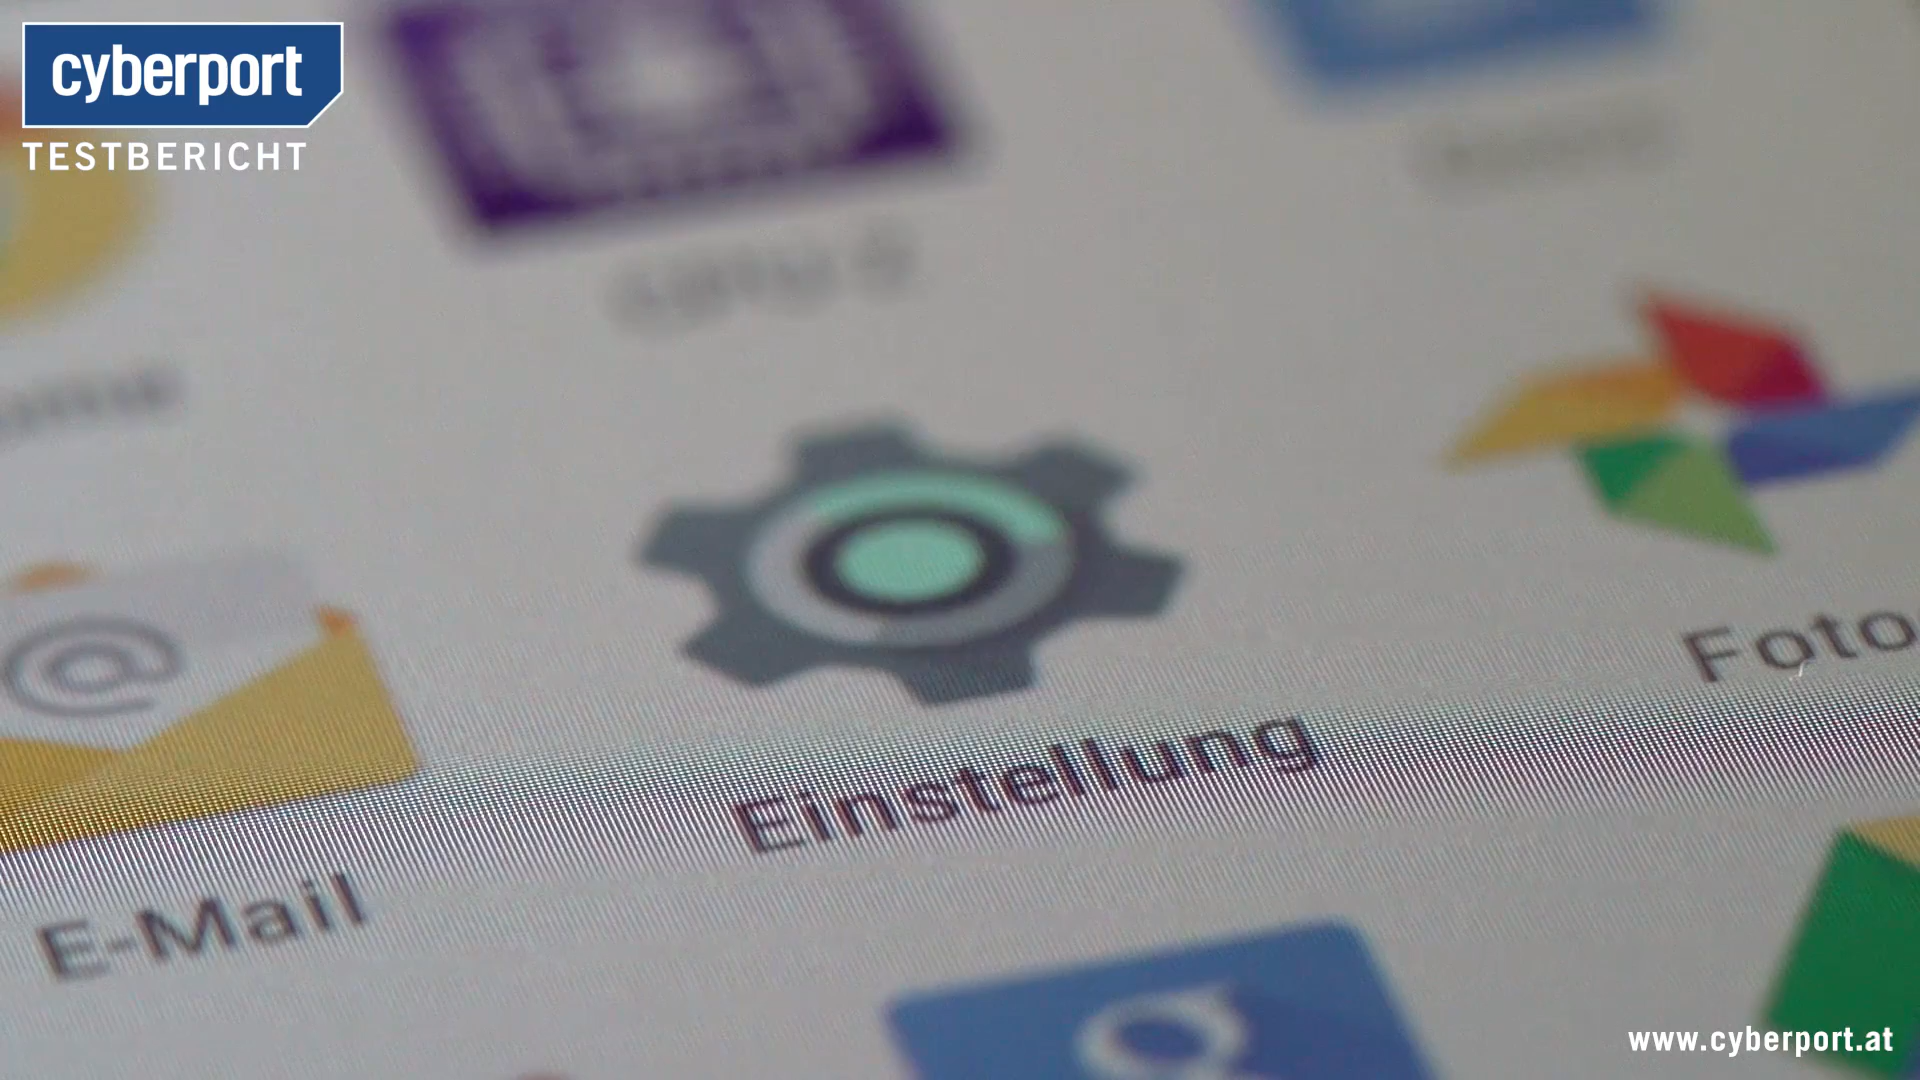 cyberport
TESTBERICHT
Einstellung
Foto
E-Mail
g
www.cyberport.at